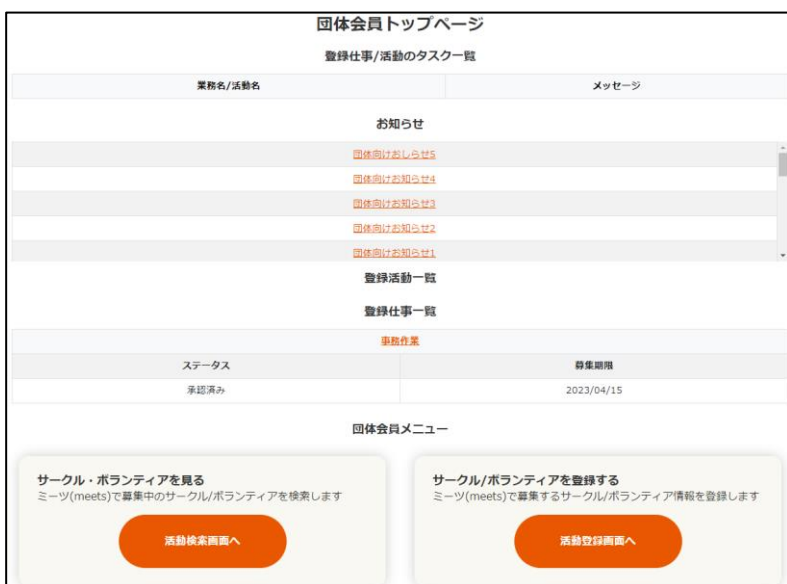 団体会員トップページ
登録仕事/活動のタスク一覧
業務名/活動名 メッセージ
お知らせ
団体向けおしらせ5
団体向けお知らせ4
団体向けお知らせ3
団体向けお知らせ2
団体向けお知らせ1
登録活動一覧
登録仕事一覧
事務作業
ステータス 募集期限
承認済み 2023/04/15
団体会員メニュー
サークル・ボランティアを見る
ミーツ(meets)で募集中のサークル/ボランティアを検索します
活動検索画面へ
サークル/ボランティアを登録する
ミーツ(meets)で募集するサークル/ボランティア情報を登録します
活動登録画面へ